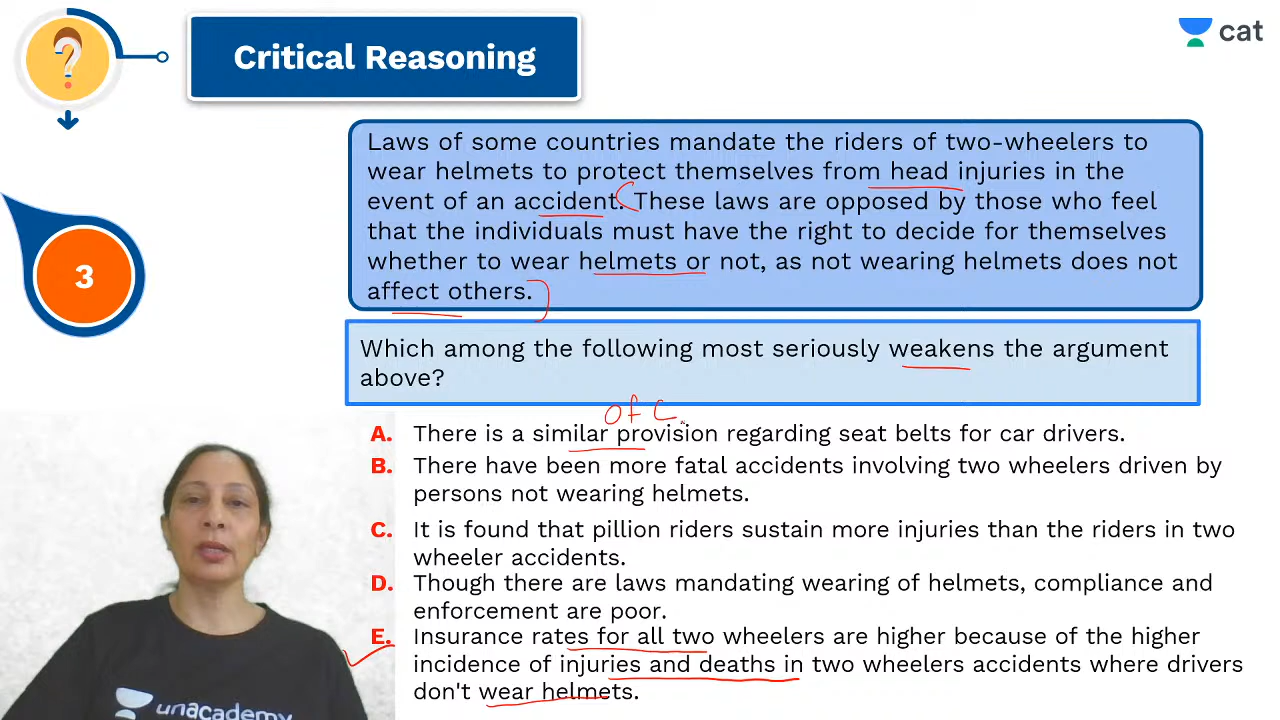 Critical Reasoning
cat
Laws of some countries mandate the riders of two-wheelers to
wear helmets to protect themselves from head injuries in the
event of an accident. These laws are opposed by those who feel
that the individuals must have the right to decide for themselves
whether to wear helmets or not, as not wearing helmets does not
affect others.
3
Which among the following most seriously weakens the argument
above?
of C
A. There is a similar provision regarding seat belts for car drivers.
B. There have been more fatal accidents involving two wheelers driven by
persons not wearing helmets.
C. It is found that pillion riders sustain more injuries than the riders in two
wheeler accidents.
D. Though there are laws mandating wearing of helmets, compliance and
enforcement are poor.
E. Insurance rates for all two wheelers are higher because of the higher
incidence of injuries and deaths in two wheelers accidents where drivers
don't wear helmets.
unacademy